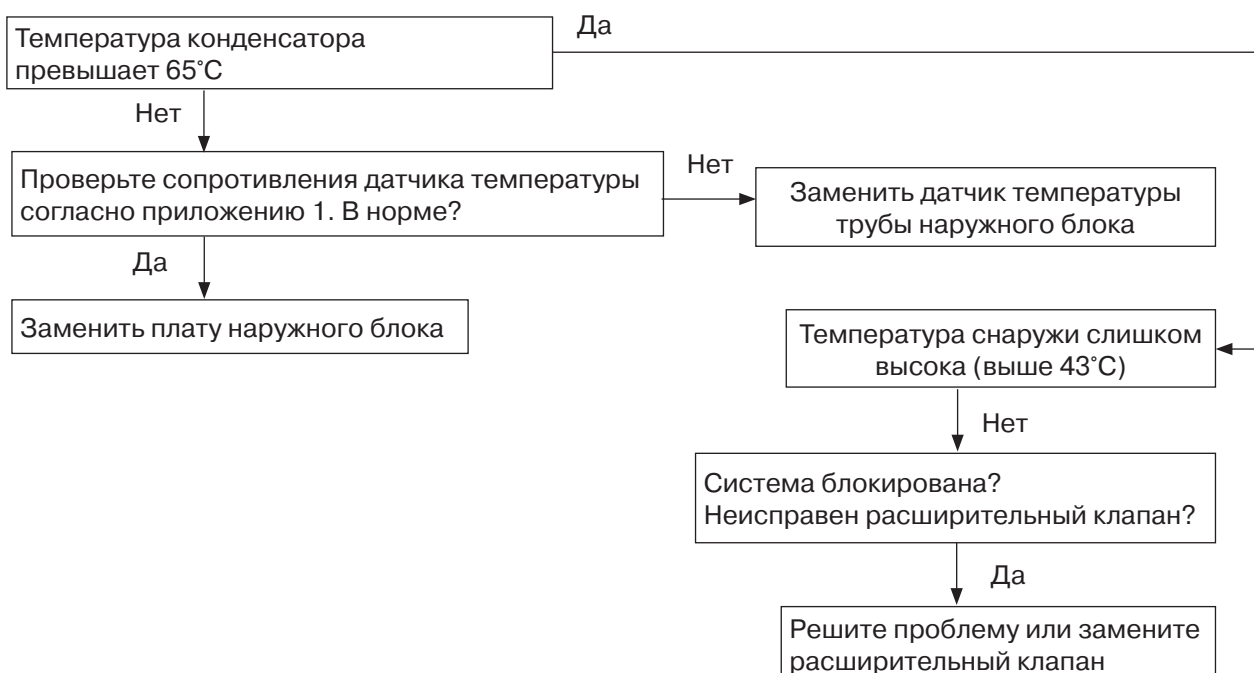 Да
Температура конденсатора
превышает 65°C
Нет
Проверьте сопротивления датчика температуры
согласно приложению 1. В норме?
Нет
Заменить датчик температуры
трубы наружного блока
Да
Заменить плату наружного блока
Температура снаружи слишком
высока (выше 43°C)
Нет
Система блокирована?
Неисправен расширительный клапан?
Да
Решите проблему или замените
расширительный клапан